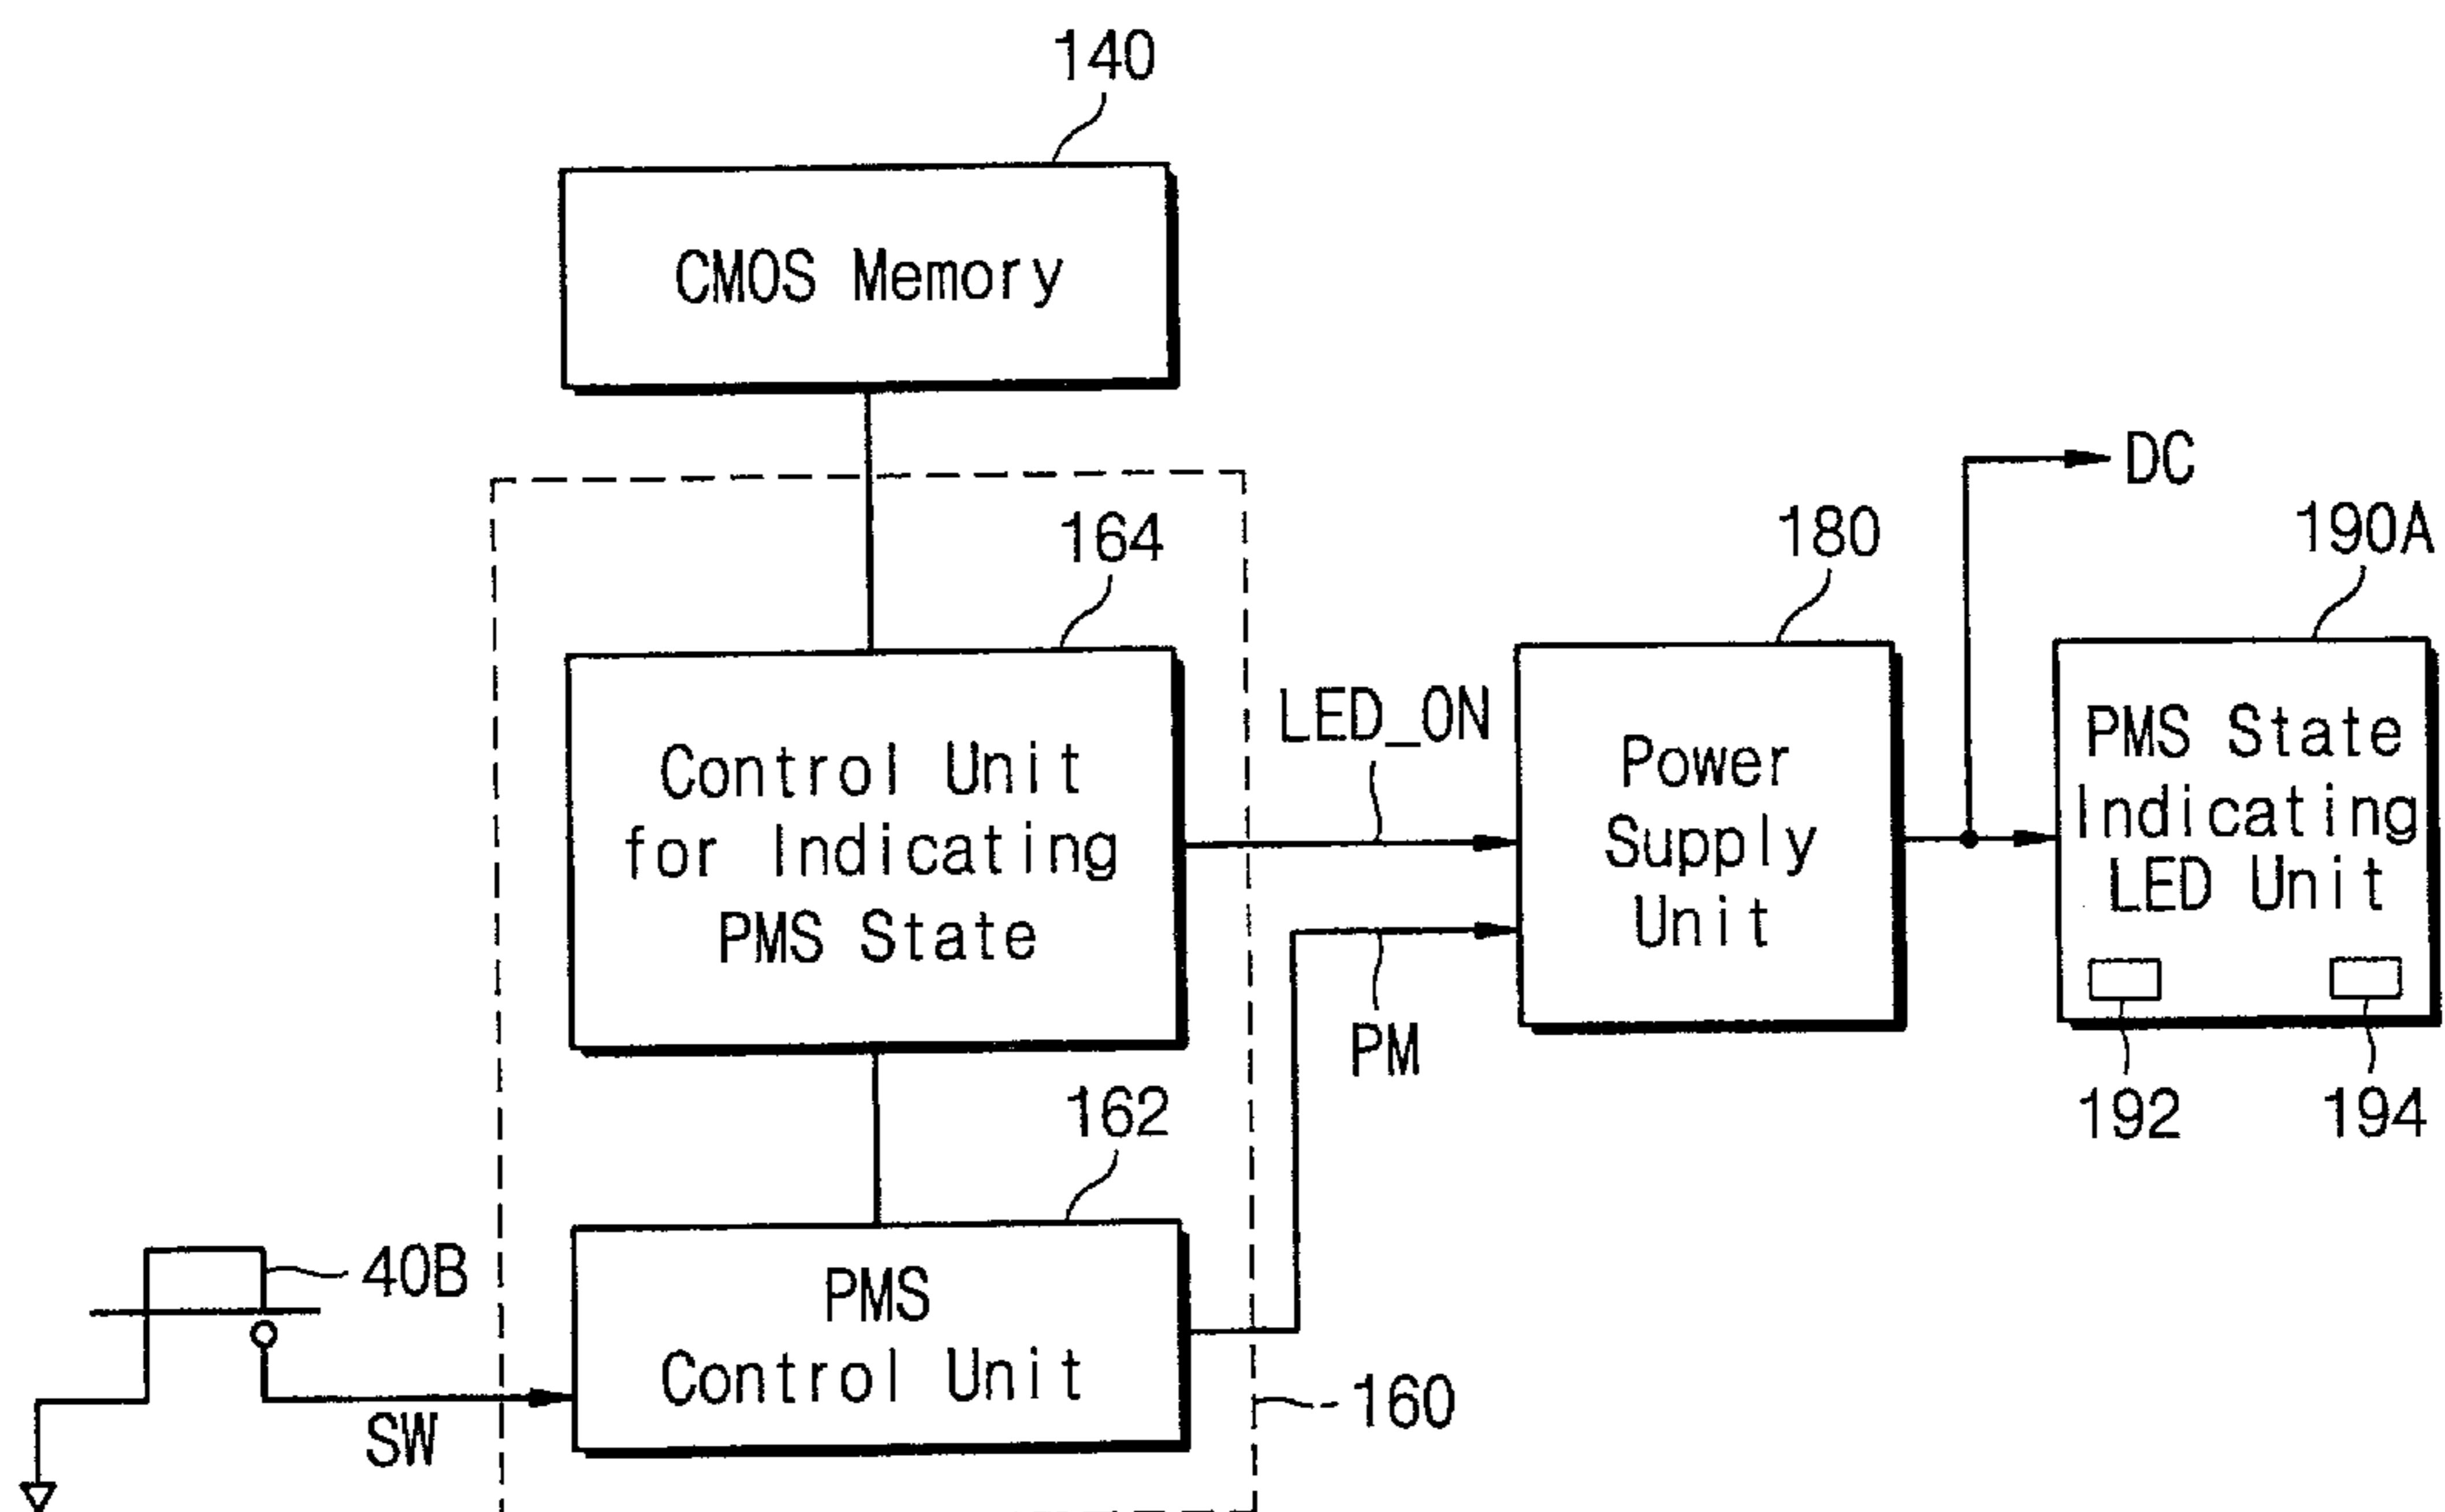 140
CMOS Memory
DC
164
180
190A
LED_ON
Control Unit
for Indicating
PMS State
Power
Supply
Unit
PMS State
Indicating
LED Unit
PM
192
194
162
40B
PMS
Control Unit
SW
160